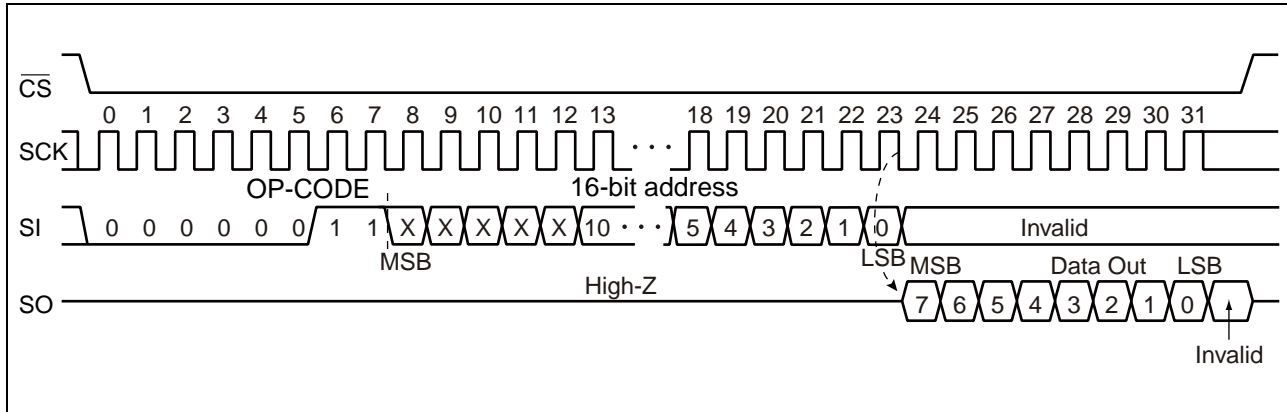 CS
0 1 2 3 4 5 6 7 8 9 10 11 12 13 18 19 20 21 22 23 24 25 26 27 28 29 30 31
SCK · · ·
OP-CODE 16-bit address
SI 0 0 0 0 0 0 1 1 X X X X X 10 · · · 5 4 3 2 1 0 Invalid
MSB LSB MSB Data Out LSB
High-Z
SO 7 6 5 4 3 2 1 0
Invalid